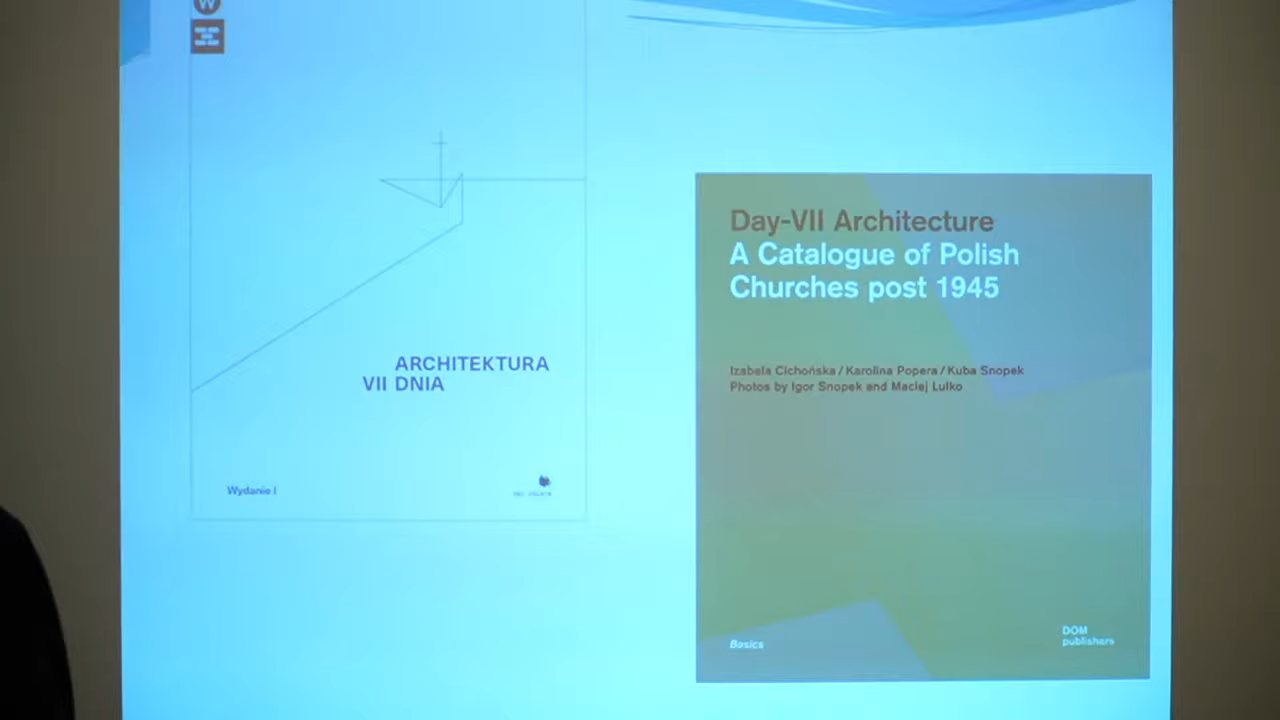 W
ARCHITEKTURA
VII DNIA
Wydanie I
Day-VII Architecture
A Catalogue of Polish
Churches post 1945
Izabela Cichońska / Karolina Popera / Kuba Snopek
Photos by Igor Snopek and Maciej Lulko
Basics
DOM
publishers